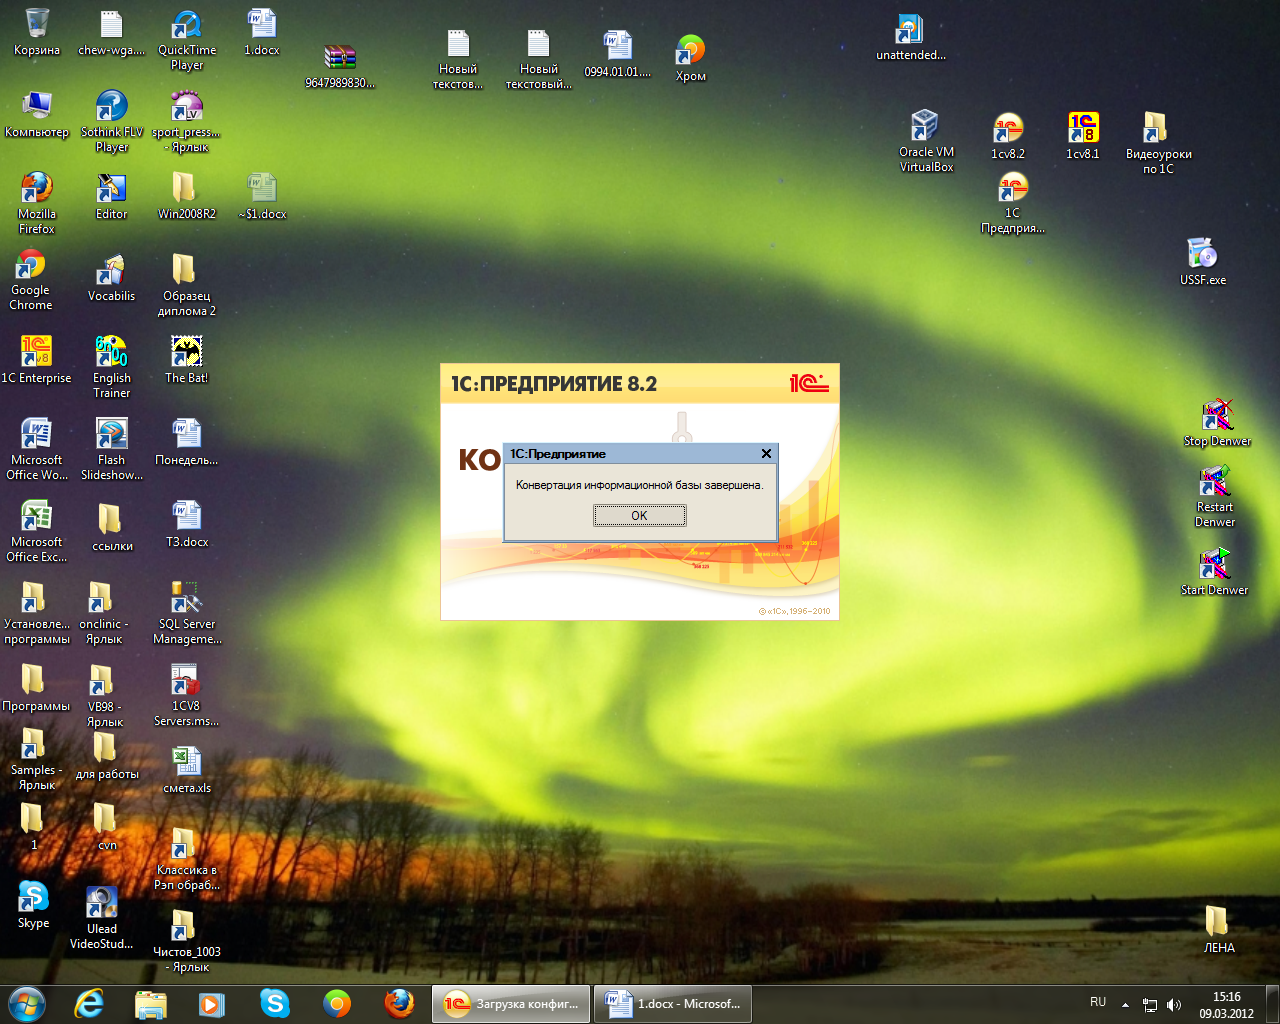 Корзина
chew-wga....
QuickTime
Player
1.docx
9647989830...
Новый
текстов...
Новый
текстовый...
0994.01.01....
Хром
unattended...
Компьютер
Sothink FLV
Player
sport_press...
- Ярлык
Oracle VM
VirtualBox
1cv8.2
1cv8.1
Видеоуроки
по 1С
Mozilla
Firefox
Editor
Win2008R2
~$1.docx
1С
Предприя...
Google
Chrome
Vocabilis
Образец
диплома 2
USSF.exe
1C Enterprise
English
Trainer
The Bat!
1С:ПРЕДПРИЯТИЕ 8.2
КО
1С:Предприятие
Конвертация информационной базы завершена.
OK
© «1С», 1996–2010
Microsoft
Office Wo...
Flash
Slideshow...
Понедель...
Stop Denwer
Microsoft
Office Exc...
ссылки
ТЗ.docx
Restart
Denwer
Start Denwer
Установле...
программы
onclinic -
Ярлык
SQL Server
Manageme...
Программы
VB98 -
Ярлык
1CV8
Servers.ms...
Samples -
Ярлык
для работы
смета.xls
1
cvn
Классика в
Рэп обраб...
Skype
Ulead
VideoStud...
Чистов_1003
- Ярлык
ЛЕНА
Загрузка конфиг...
1.docx - Microsof...
RU
15:16
09.03.2012